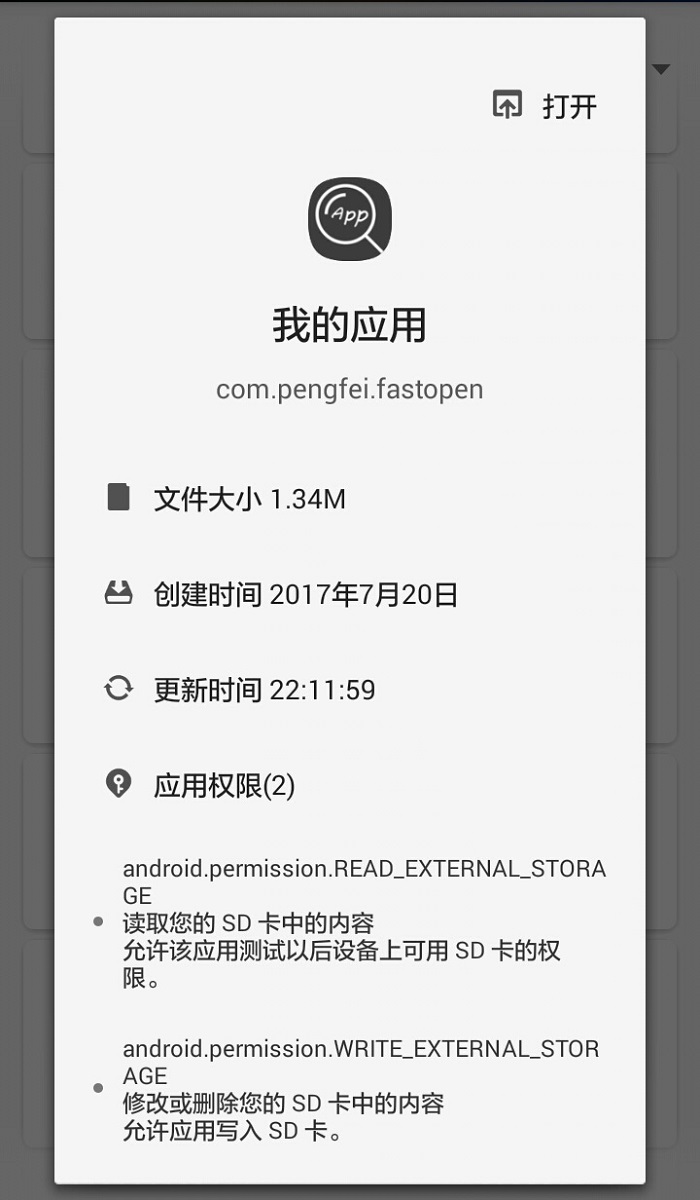 打开
App
我的应用
com.pengfei.fastopen
文件大小 1.34M
创建时间 2017年7月20日
更新时间 22:11:59
应用权限(2)
android.permission.READ_EXTERNAL_STORA
GE
读取您的 SD 卡中的内容
允许该应用测试以后设备上可用 SD 卡的权
限。
android.permission.WRITE_EXTERNAL_STOR
AGE
修改或删除您的 SD 卡中的内容
允许应用写入 SD 卡。